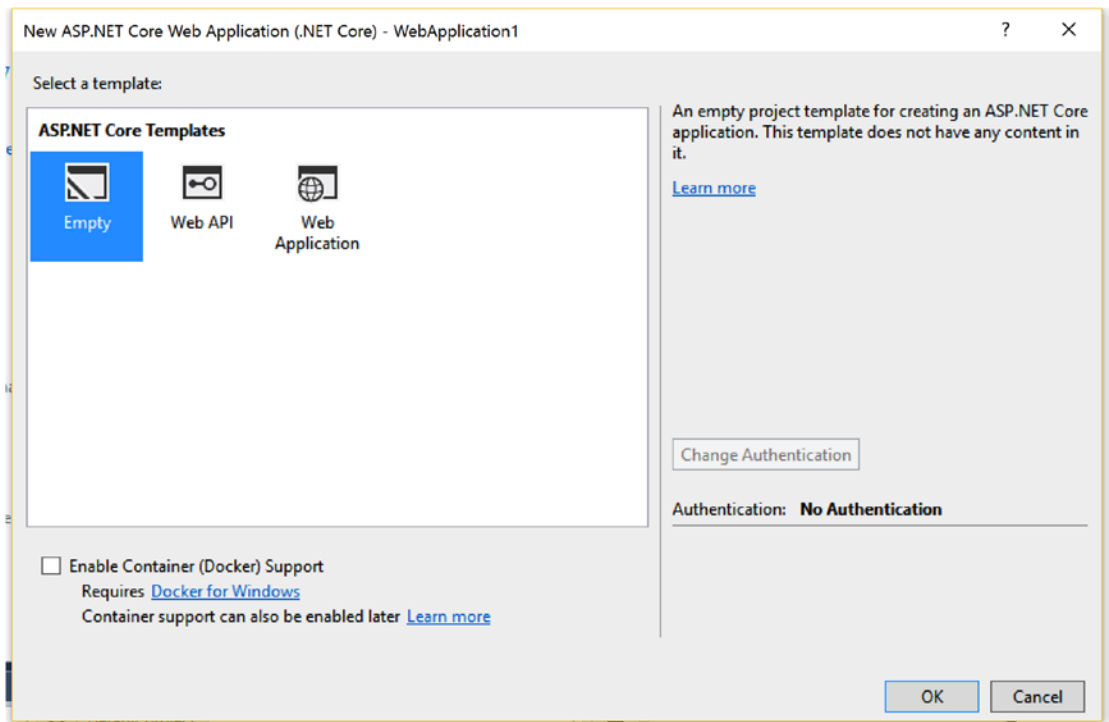 New ASP.NET Core Web Application (.NET Core) - WebApplication1
?
Select a template:
ASP.NET Core Templates
Empty
Web API
Web
Application
An empty project template for creating an ASP.NET Core
application. This template does not have any content in
it.
Learn more
Change Authentication
Authentication: No Authentication
Enable Container (Docker) Support
Requires Docker for Windows
Container support can also be enabled later Learn more
OK
Cancel